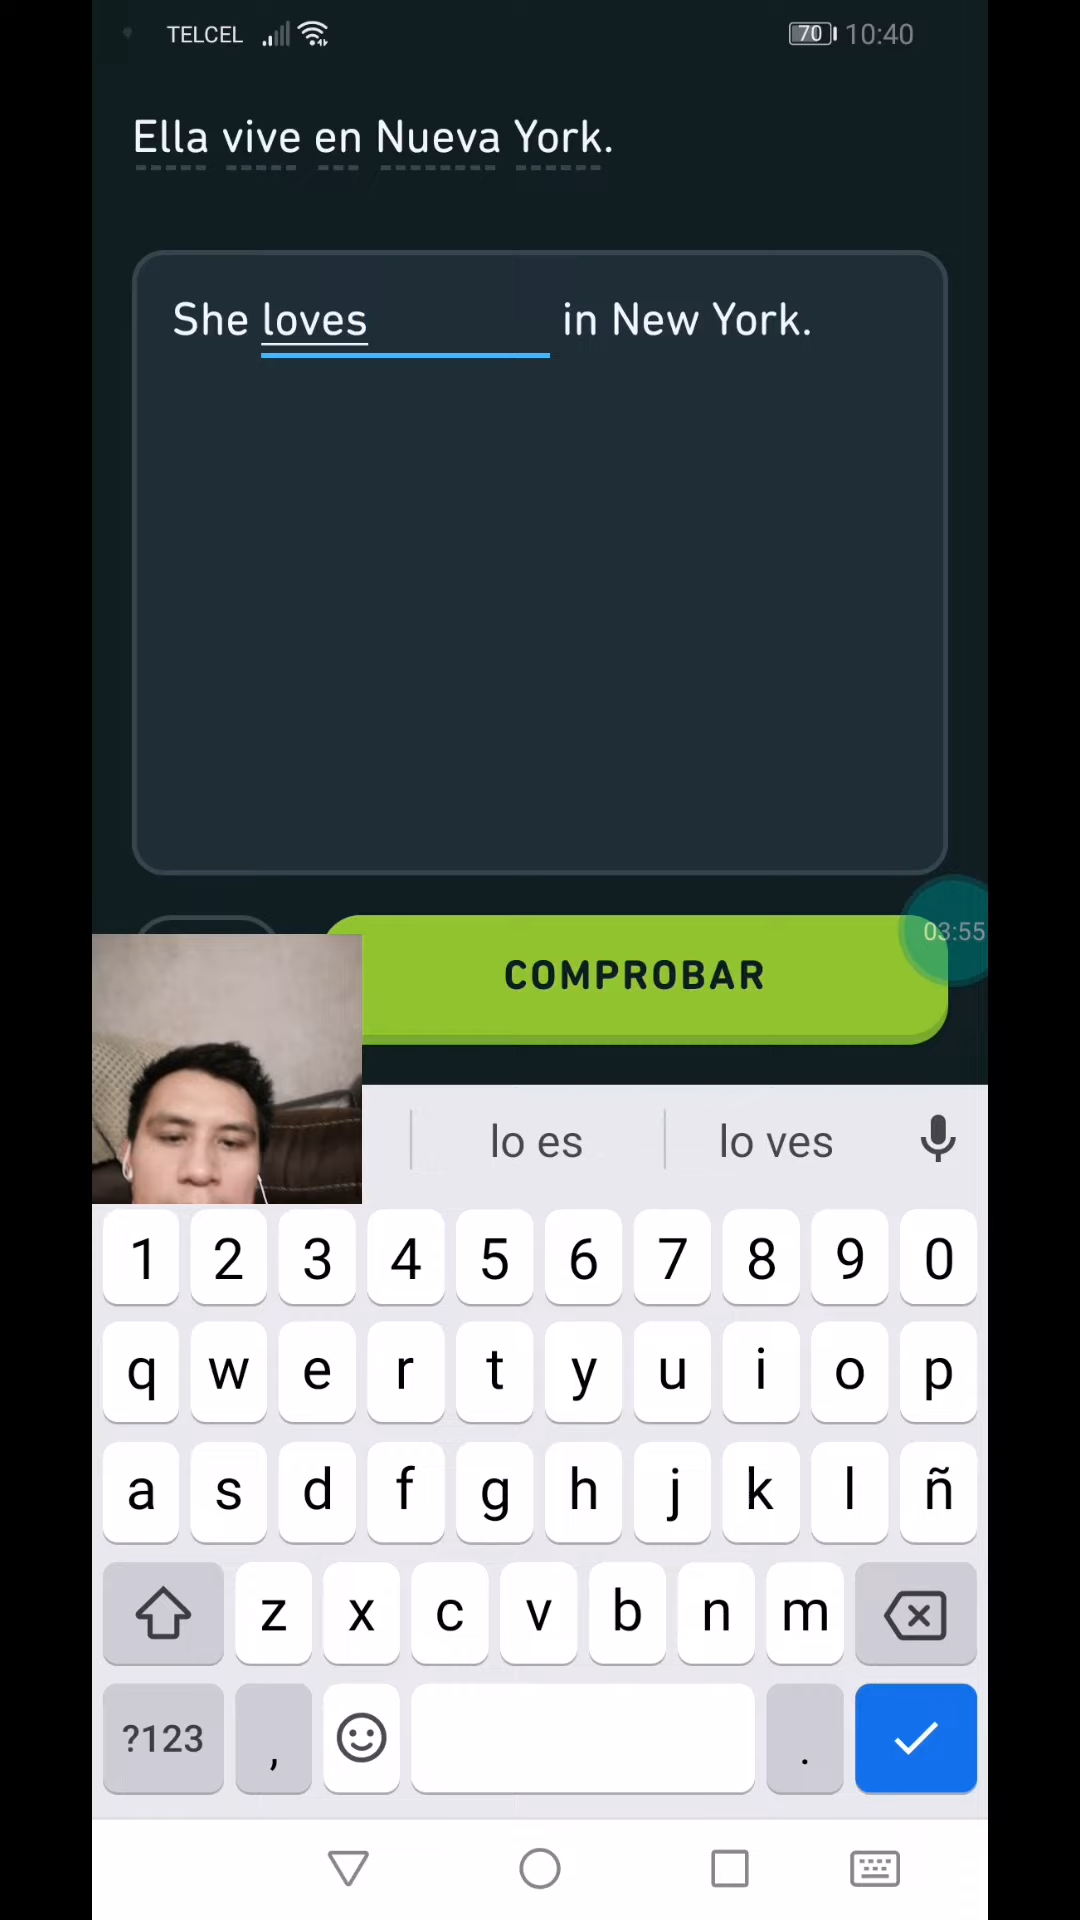 TELCEL 70 10:40
Ella vive en Nueva York.
She loves in New York.
COMPROBAR
03:55
lo es lo ves
1 2 3 4 5 6 7 8 9 0
q w e r t y u i o p
a s d f g h j k l ñ
z x c v b n m
?123 , .